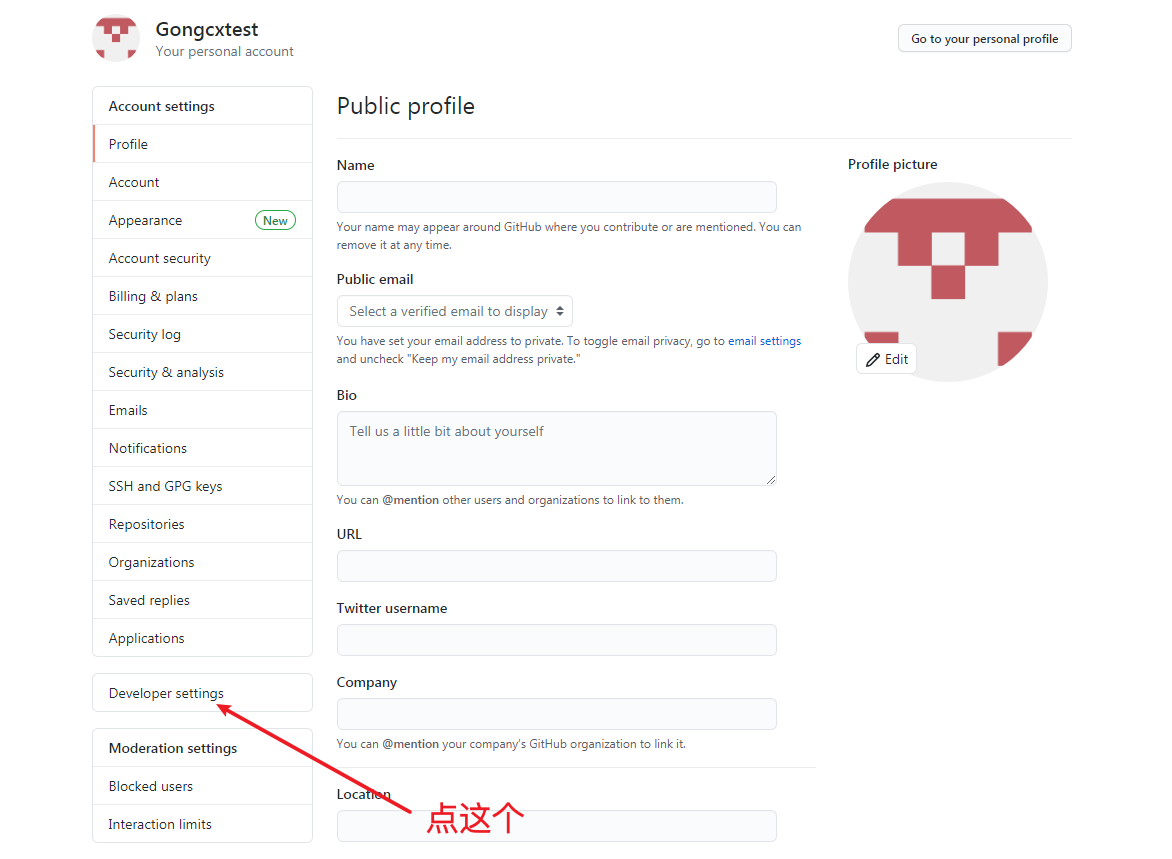 Gongcxtest
Your personal account
Go to your personal profile
Account settings
Profile
Account
Appearance New
Account security
Billing & plans
Security log
Security & analysis
Emails
Notifications
SSH and GPG keys
Repositories
Organizations
Saved replies
Applications
Developer settings
Moderation settings
Blocked users
Interaction limits
Public profile
Name
Your name may appear around GitHub where you contribute or are mentioned. You can
remove it at any time.
Public email
Select a verified email to display
You have set your email address to private. To toggle email privacy, go to email settings
and uncheck "Keep my email address private."
Bio
Tell us a little bit about yourself
You can @mention other users and organizations to link to them.
URL
Twitter username
Company
You can @mention your company's GitHub organization to link it.
Location
点这个
Profile picture
Edit